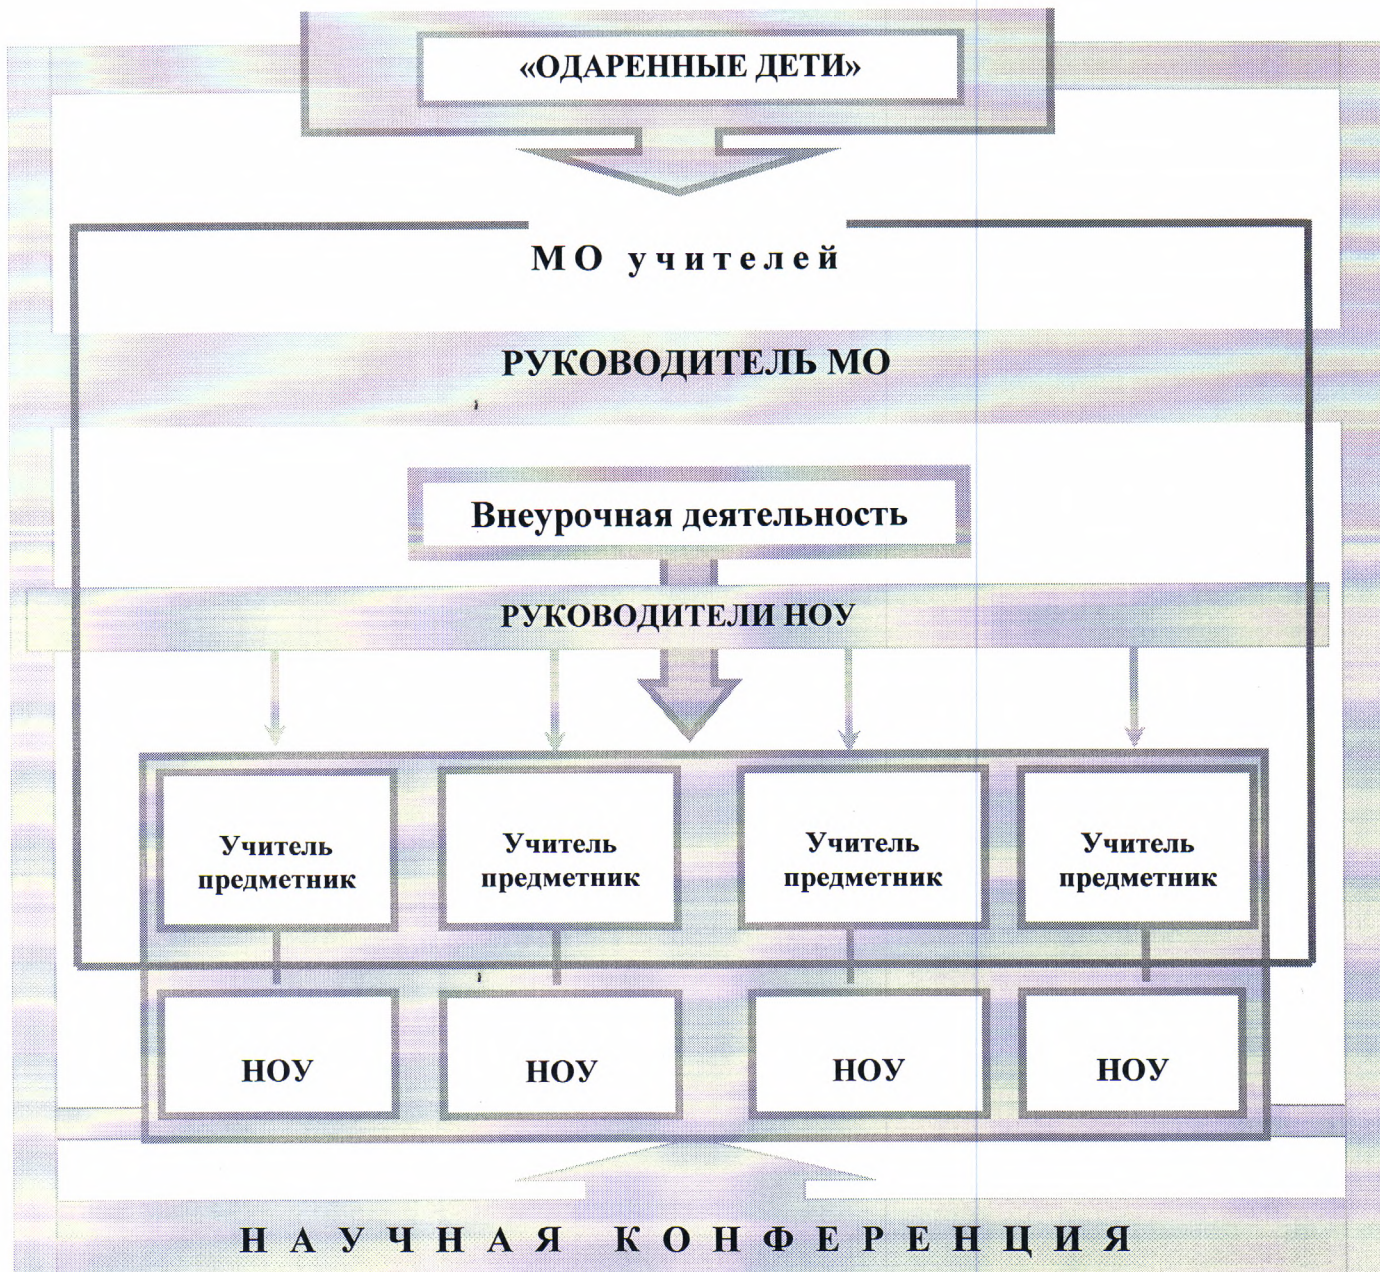 «ОДАРЕННЫЕ ДЕТИ»
МО учителей
РУКОВОДИТЕЛЬ МО
Внеурочная деятельность
РУКОВОДИТЕЛИ НОУ
Учитель
предметник
Учитель
предметник
Учитель
предметник
Учитель
предметник
НОУ
НОУ
НОУ
НОУ
НАУЧНАЯ КОНФЕРЕНЦИЯ